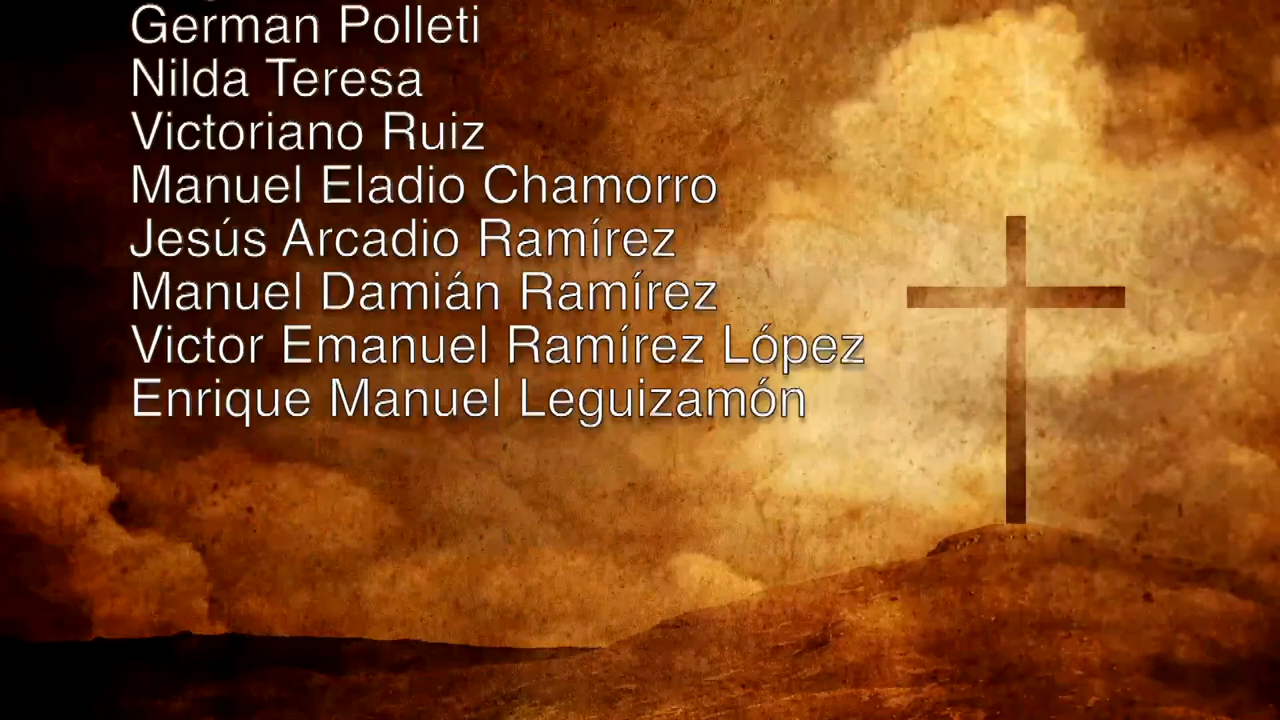 German Polleti
Nilda Teresa
Victoriano Ruiz
Manuel Eladio Chamorro
Jesús Arcadio Ramírez
Manuel Damián Ramírez
Victor Emanuel Ramírez López
Enrique Manuel Leguizamón